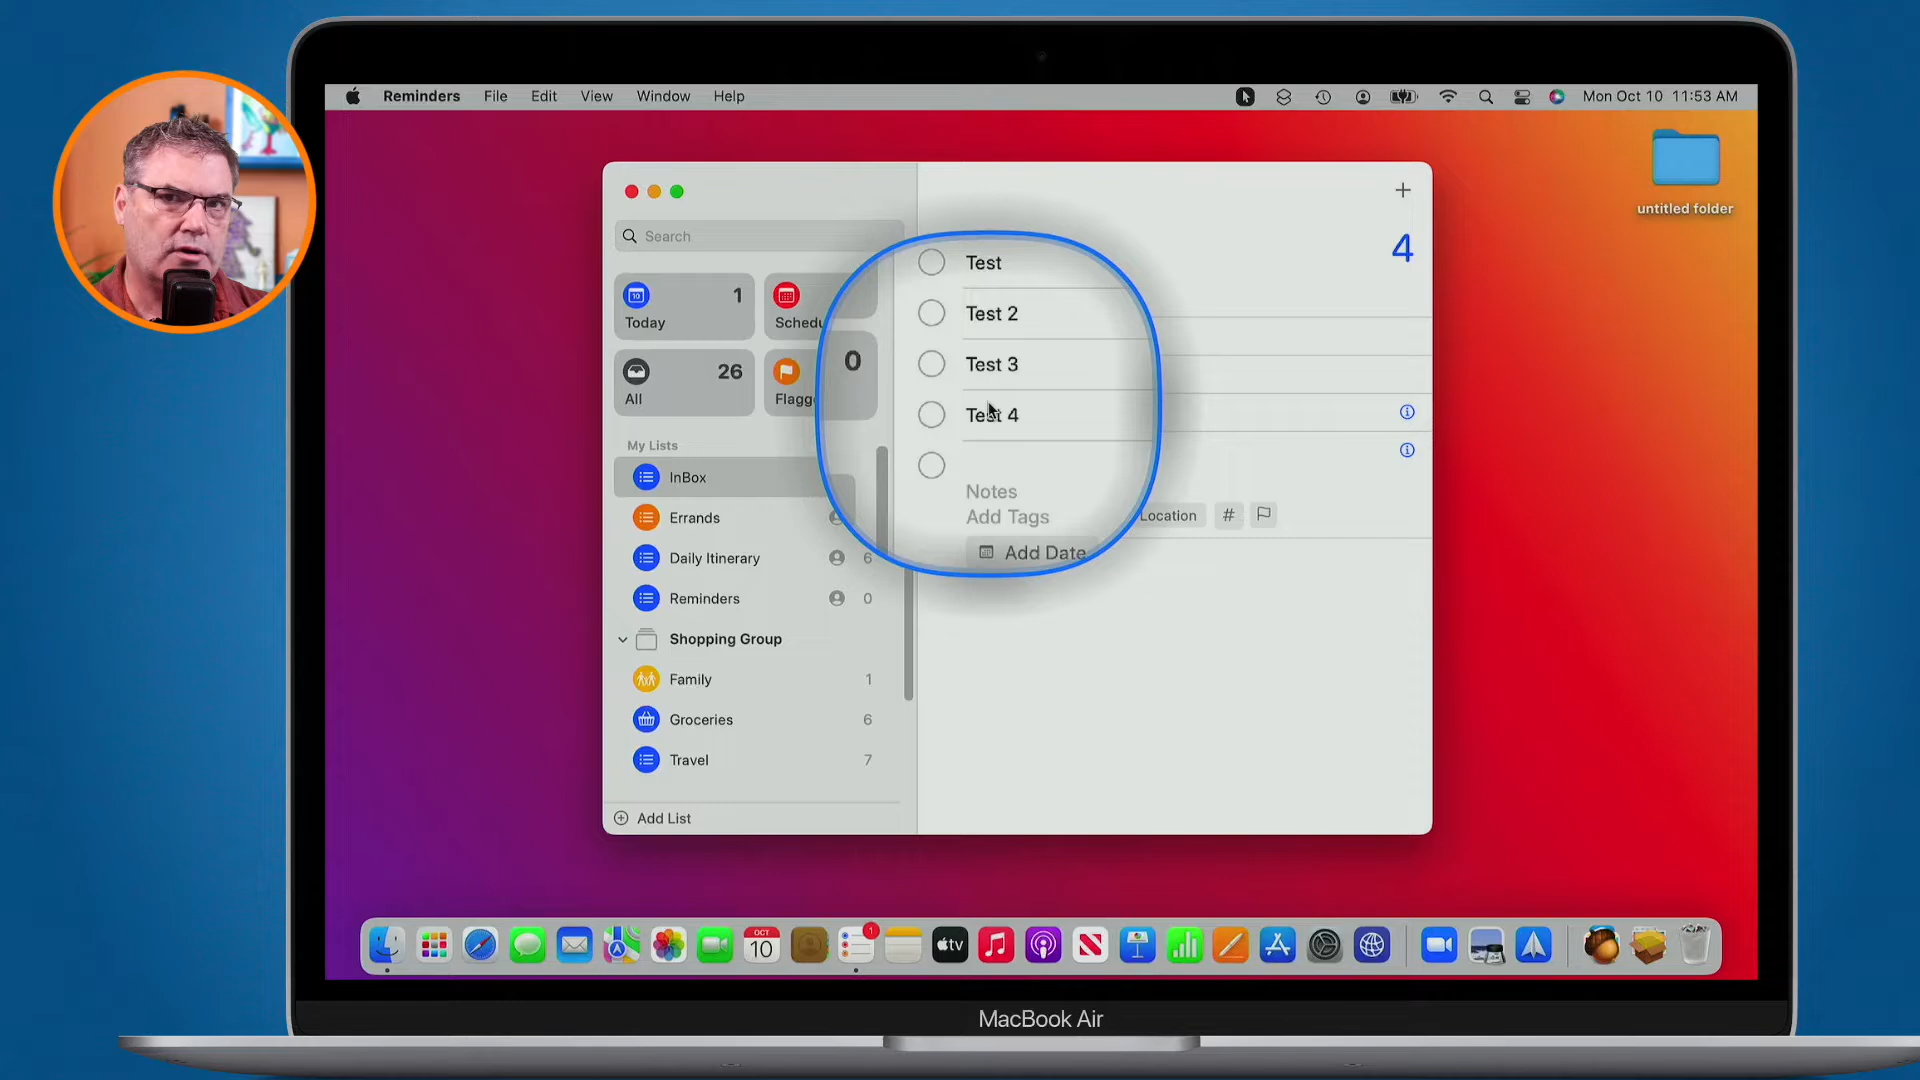 Reminders File Edit View Window Help Mon Oct 10 11:53 AM
untitled folder
Search
4
Today 1
Schedu
All 26
Flagg 0
My Lists
InBox
Errands
Daily Itinerary 6
Reminders 0
Shopping Group
Family 1
Groceries 6
Travel 7
Add List
Test
Test 2
Test 3
Test 4
Notes
Add Tags
Add Date
Location #
OCT
10
1
tv
MacBook Air